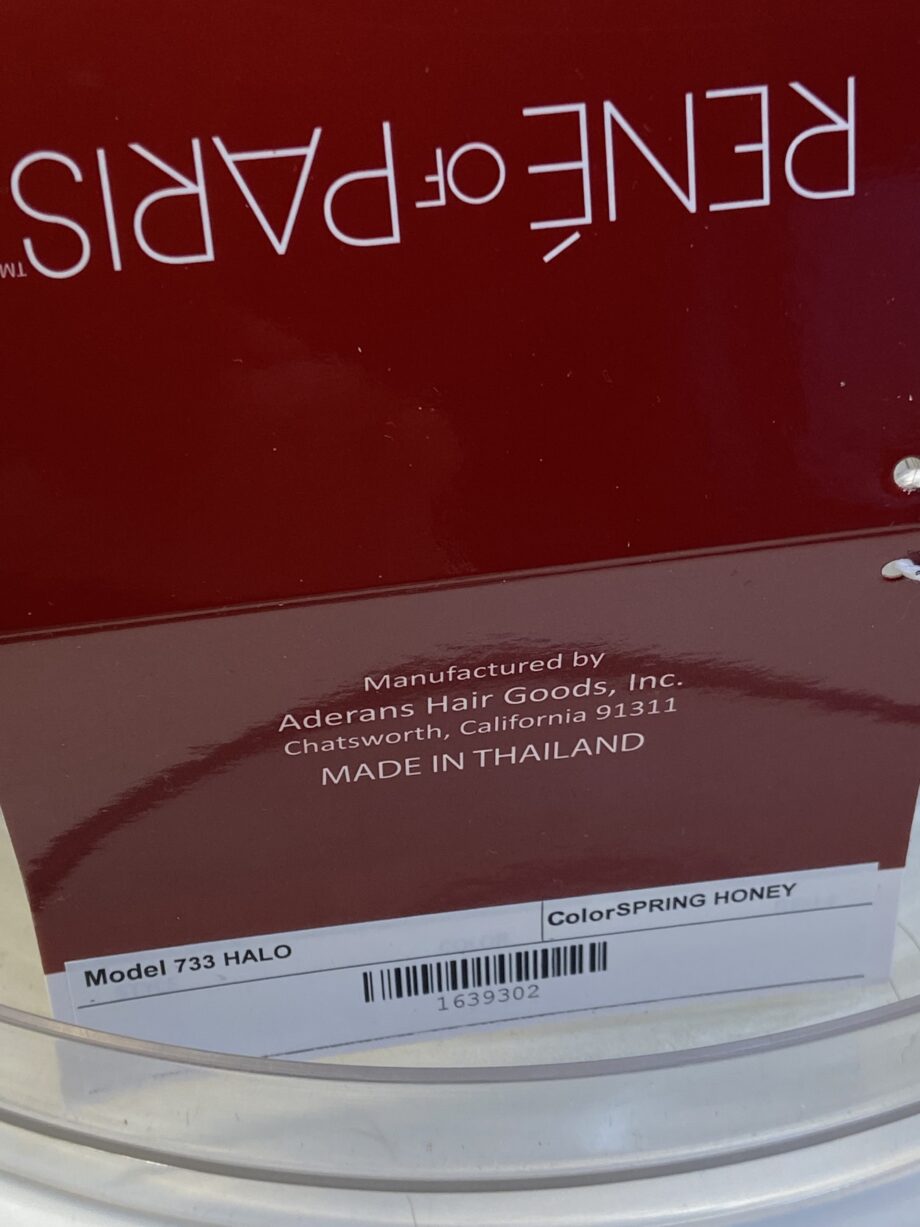 RENÉ OF PARIS™
Manufactured by
Aderans Hair Goods, Inc.
Chatsworth, California 91311
MADE IN THAILAND
Model 733 HALO
ColorSPRING HONEY
1639302